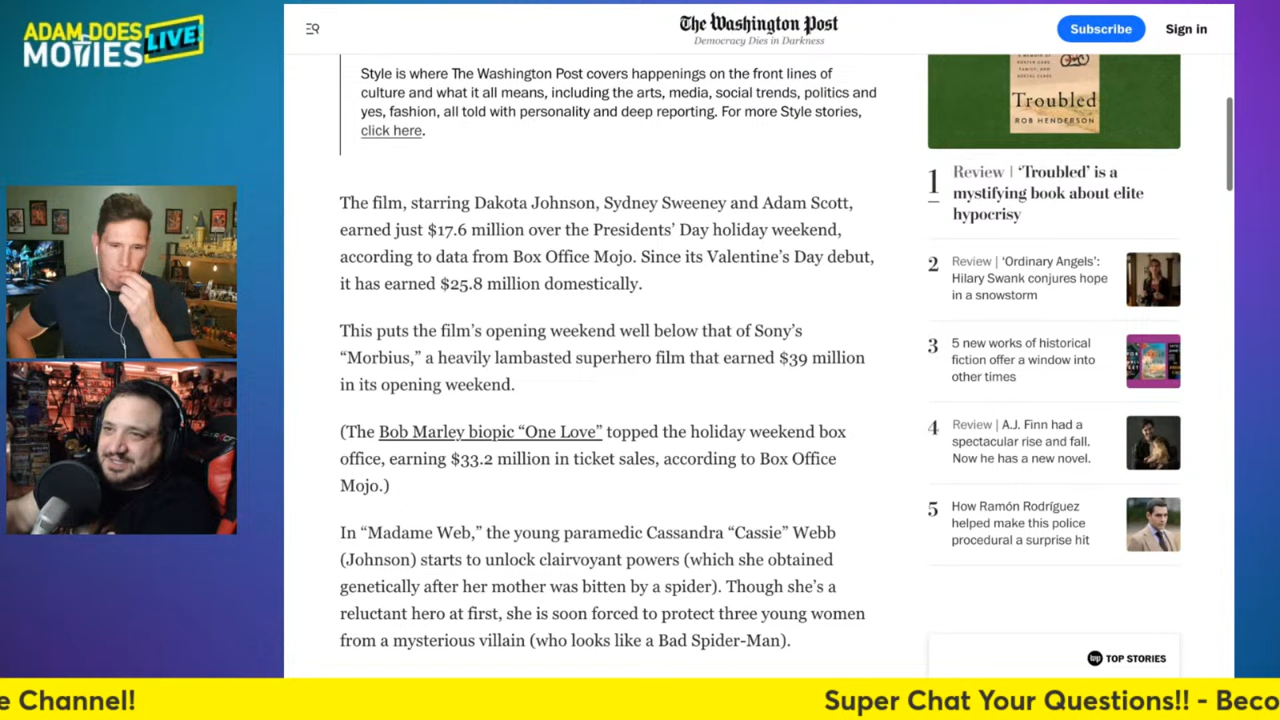 ADAM DOES
MOVIES LIVE!
The Washington Post
Democracy Dies in Darkness
Subscribe
Sign in
Style is where The Washington Post covers happenings on the front lines of
culture and what it all means, including the arts, media, social trends, politics and
yes, fashion, all told with personality and deep reporting. For more Style stories,
click here.
The film, starring Dakota Johnson, Sydney Sweeney and Adam Scott,
earned just $17.6 million over the Presidents’ Day holiday weekend,
according to data from Box Office Mojo. Since its Valentine’s Day debut,
it has earned $25.8 million domestically.
This puts the film’s opening weekend well below that of Sony’s
“Morbius,” a heavily lambasted superhero film that earned $39 million
in its opening weekend.
(The Bob Marley biopic “One Love” topped the holiday weekend box
office, earning $33.2 million in ticket sales, according to Box Office
Mojo.)
In “Madame Web,” the young paramedic Cassandra “Cassie” Webb
(Johnson) starts to unlock clairvoyant powers (which she obtained
genetically after her mother was bitten by a spider). Though she’s a
reluctant hero at first, she is soon forced to protect three young women
from a mysterious villain (who looks like a Bad Spider-Man).
Troubled
ROB HENDERSON
1
Review | ‘Troubled’ is a
mystifying book about elite
hypocrisy
2
Review | ‘Ordinary Angels’:
Hilary Swank conjures hope
in a snowstorm
3
5 new works of historical
fiction offer a window into
other times
4
Review | A.J. Finn had a
spectacular rise and fall.
Now he has a new novel.
5
How Ramón Rodríguez
helped make this police
procedural a surprise hit
wp TOP STORIES
e Channel!
Super Chat Your Questions!! - Beco